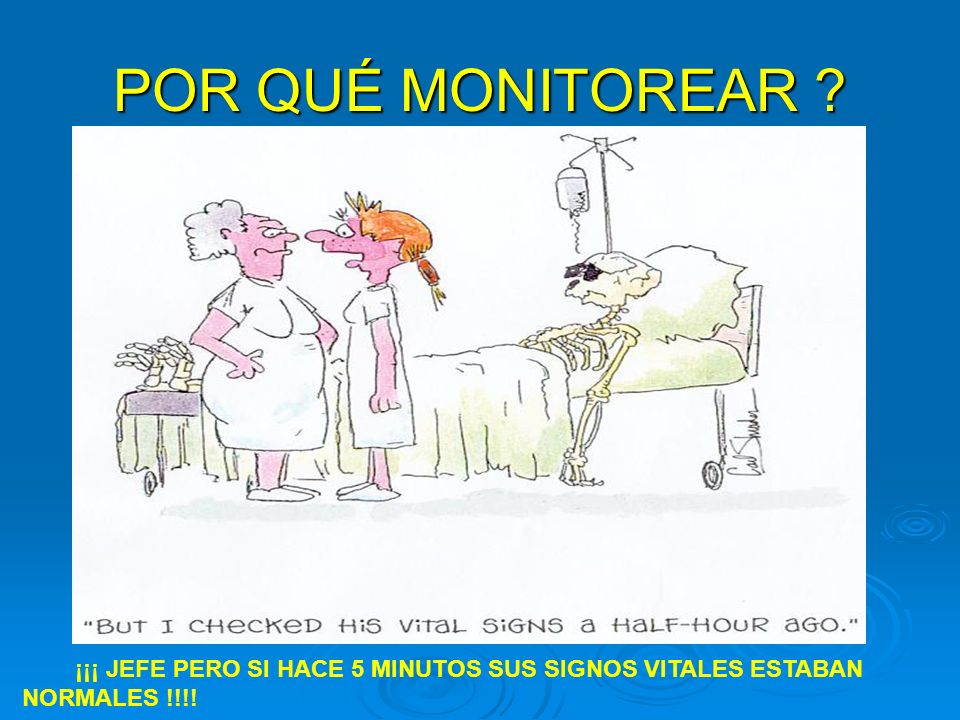 POR QUÉ MONITOREAR ?
"BUT I CHECKED HIS VITAL SIGNS A HALF-HOUR AGO."
¡¡¡ JEFE PERO SI HACE 5 MINUTOS SUS SIGNOS VITALES ESTABAN
NORMALES !!!!